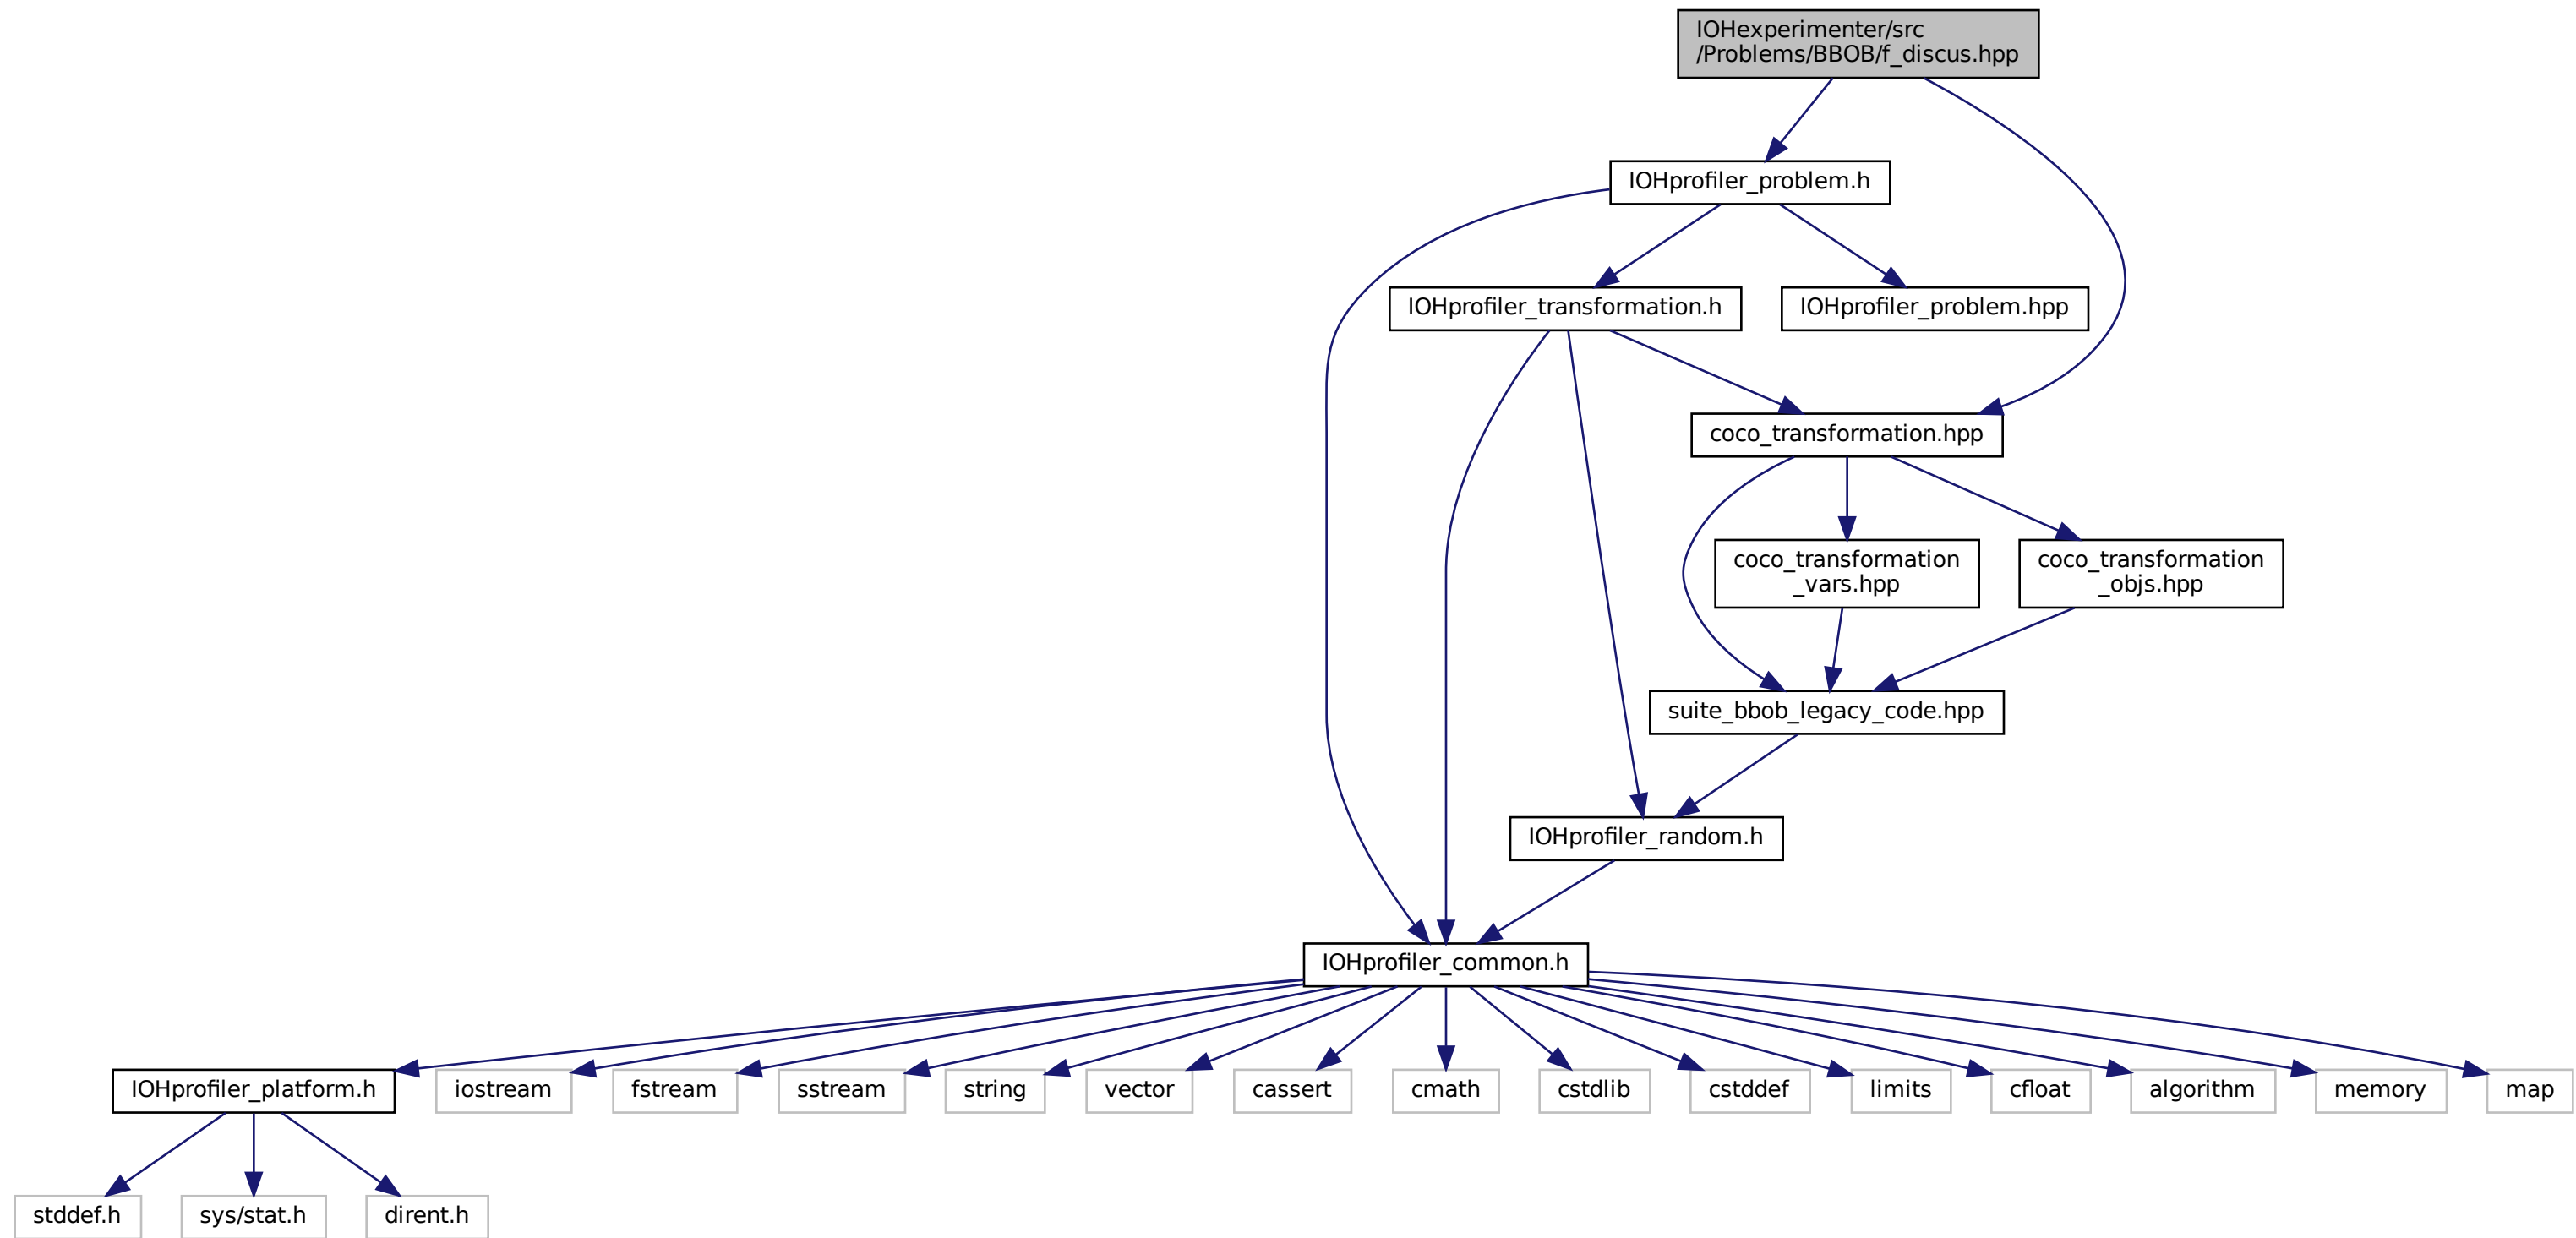 IOHexperimenter/src
/Problems/BBOB/f_discus.hpp
IOHprofiler_problem.h
IOHprofiler_transformation.h
IOHprofiler_problem.hpp
coco_transformation.hpp
coco_transformation
_vars.hpp
coco_transformation
_objs.hpp
suite_bbob_legacy_code.hpp
IOHprofiler_random.h
IOHprofiler_common.h
IOHprofiler_platform.h
iostream
fstream
sstream
string
vector
cassert
cmath
cstdlib
cstddef
limits
cfloat
algorithm
memory
map
stddef.h
sys/stat.h
dirent.h